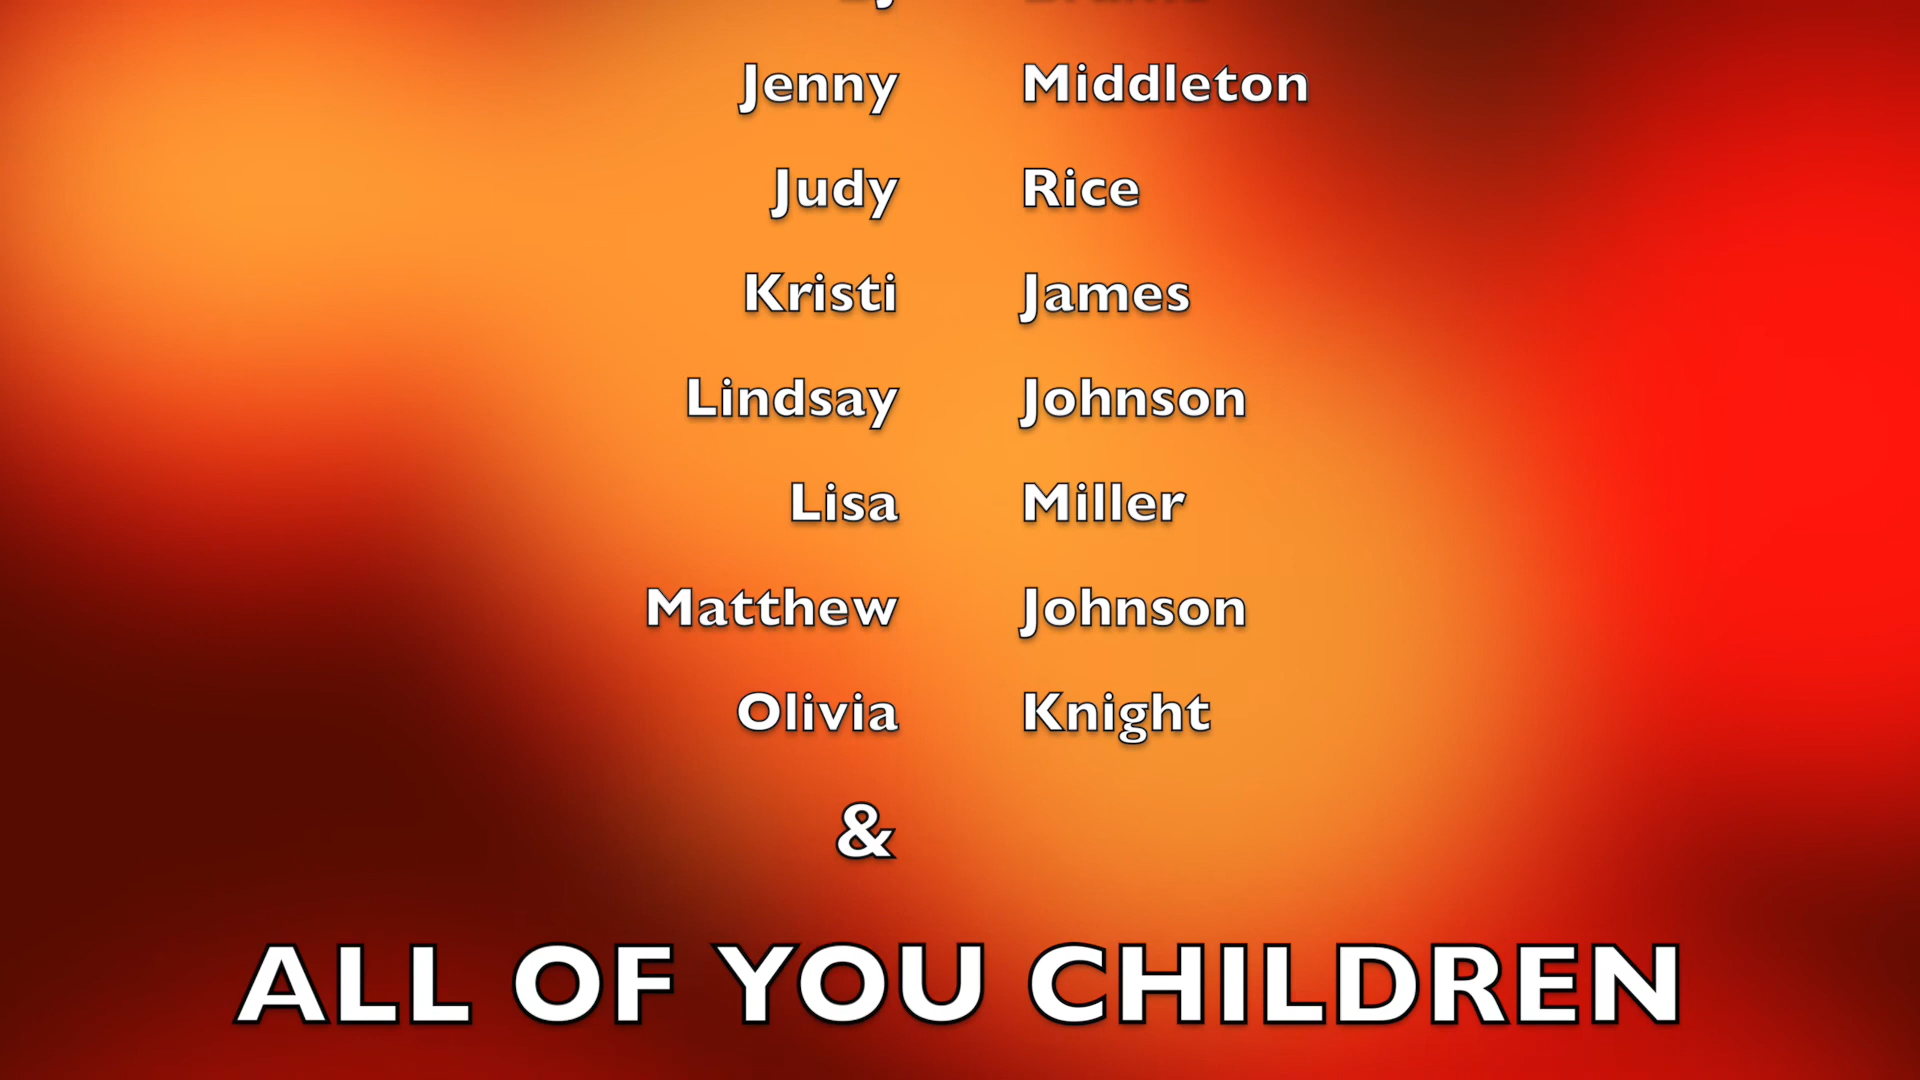 Jenny Middleton
Judy Rice
Kristi James
Lindsay Johnson
Lisa Miller
Matthew Johnson
Olivia Knight
&
ALL OF YOU CHILDREN